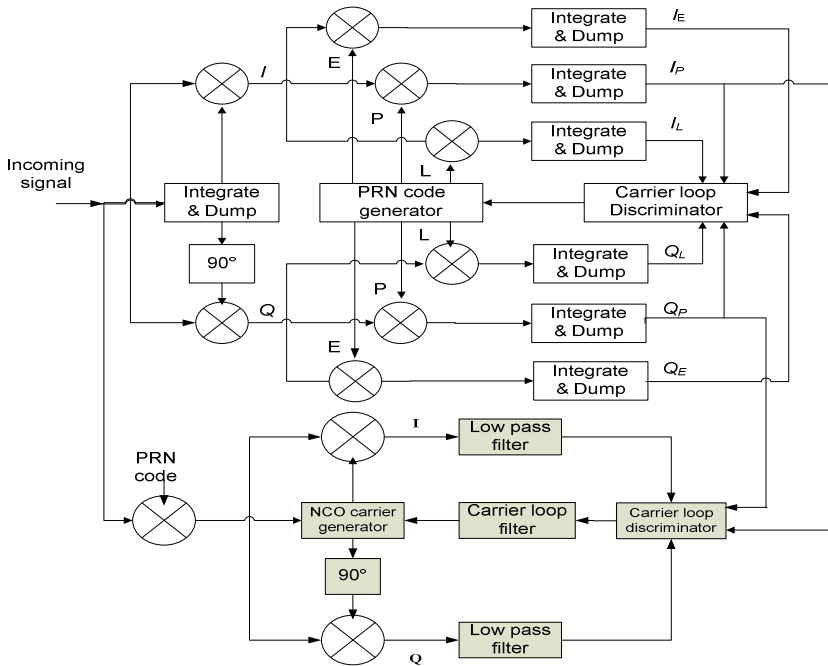 Integrate
& Dump
I_E
E
I
Integrate
& Dump
I_P
P
Integrate
& Dump
I_L
L
Incoming
signal
Integrate
& Dump
PRN code
generator
Carrier loop
Discriminator
L
90º
Integrate
& Dump
Q_L
P
Q
Integrate
& Dump
Q_P
E
Integrate
& Dump
Q_E
I
Low pass
filter
PRN
code
NCO carrier
generator
Carrier loop
filter
Carrier loop
discriminator
90º
Low pass
filter
Q